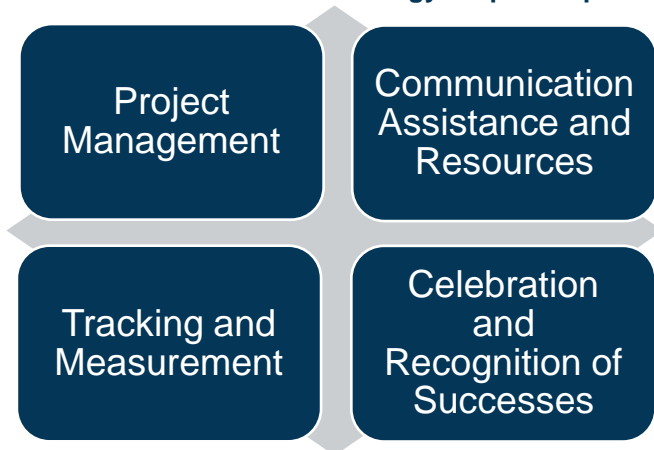 Project
Management
Communication
Assistance and
Resources
Tracking and
Measurement
Celebration
and
Recognition of
Successes